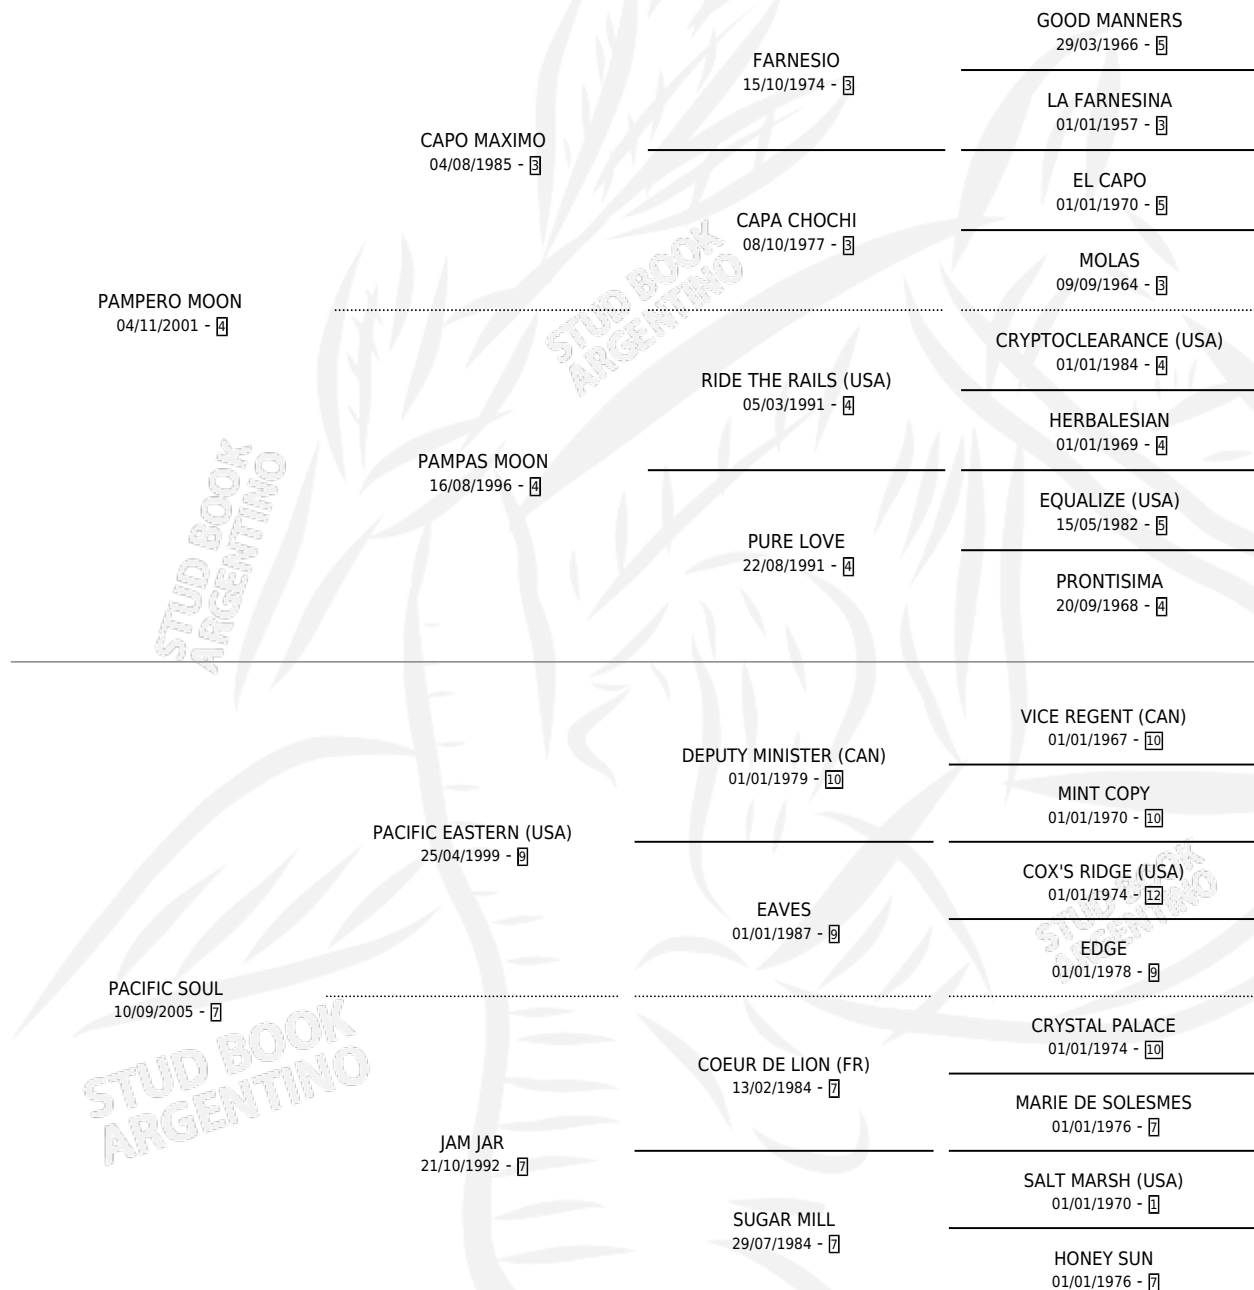 GOOD MANNERS
29/03/1966 - 5
FARNESIO
15/10/1974 - 3
LA FARNESINA
01/01/1957 - 3
CAPO MAXIMO
04/08/1985 - 3
EL CAPO
01/01/1970 - 5
CAPA CHOCHI
08/10/1977 - 3
MOLAS
09/09/1964 - 3
PAMPERO MOON
04/11/2001 - 4
CRYPTOCLEARANCE (USA)
01/01/1984 - 4
RIDE THE RAILS (USA)
05/03/1991 - 4
HERBALESIAN
01/01/1969 - 4
PAMPAS MOON
16/08/1996 - 4
EQUALIZE (USA)
15/05/1982 - 5
PURE LOVE
22/08/1991 - 4
PRONTISIMA
20/09/1968 - 4
STUD BOOK
ARGENTINO
STUD BOOK
ARGENTINO
VICE REGENT (CAN)
01/01/1967 - 10
DEPUTY MINISTER (CAN)
01/01/1979 - 10
MINT COPY
01/01/1970 - 10
PACIFIC EASTERN (USA)
25/04/1999 - 9
COX'S RIDGE (USA)
01/01/1974 - 12
EAVES
01/01/1987 - 9
EDGE
01/01/1978 - 9
PACIFIC SOUL
10/09/2005 - 7
CRYSTAL PALACE
01/01/1974 - 10
COEUR DE LION (FR)
13/02/1984 - 7
MARIE DE SOLESMES
01/01/1976 - 7
JAM JAR
21/10/1992 - 7
SALT MARSH (USA)
01/01/1970 - 1
SUGAR MILL
29/07/1984 - 7
HONEY SUN
01/01/1976 - 7
STUD BOOK
ARGENTINO
STUD BOOK
ARGENTINO